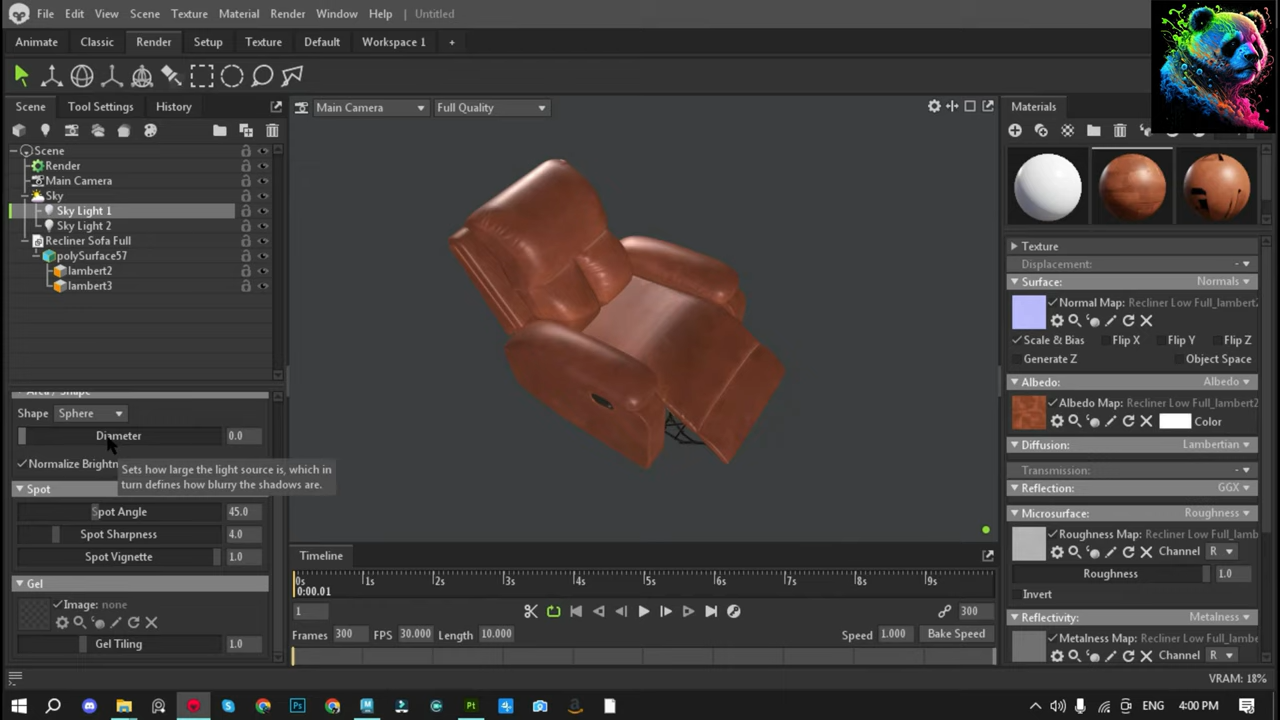 File Edit View Scene Texture Material Render Window Help Untitled
Animate Classic Render Setup Texture Default Workspace 1 +
Scene Tool Settings History
Main Camera Full Quality
Materials
Scene
Render
Main Camera
Sky
Sky Light 1
Sky Light 2
Recliner Sofa Full
polySurface57
lambert2
lambert3
Area / Shape
Shape Sphere
Diameter 0.0
Normalize Brightn
Sets how large the light source is, which in
turn defines how blurry the shadows are.
Spot
Spot Angle 45.0
Spot Sharpness 4.0
Spot Vignette 1.0
Gel
Image: none
Gel Tiling 1.0
Timeline
0s 1s 2s 3s 4s 5s 6s 7s 8s 9s
0:00.01
1 300
Frames 300 FPS 30.000 Length 10.000 Speed 1.000 Bake Speed
Texture
Displacement: -
Surface: Normals
Normal Map: Recliner Low Full_lambert2
Scale & Bias Flip X Flip Y Flip Z
Generate Z Object Space
Albedo: Albedo
Albedo Map: Recliner Low Full_lambert2
Color
Diffusion: Lambertian
Transmission: -
Reflection: GGX
Microsurface: Roughness
Roughness Map: Recliner Low Full_lamb
Channel R
Roughness 1.0
Invert
Reflectivity: Metalness
Metalness Map: Recliner Low Full_lambe
Channel R
VRAM: 18%
Ps Pt ENG 4:00 PM